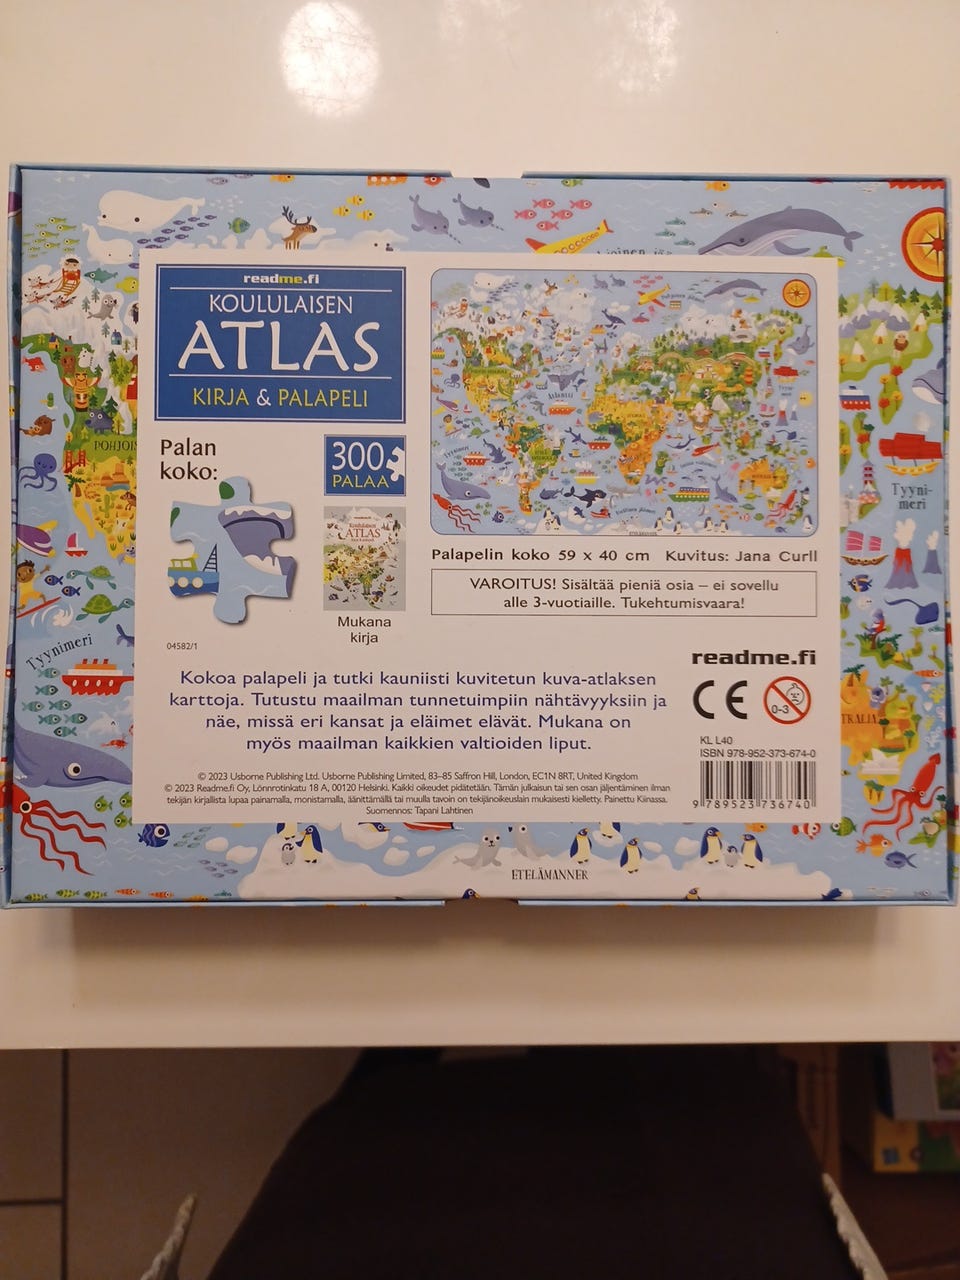 readme.fi
KOULULAISEN
ATLAS
KIRJA & PALAPELI
Palan
koko:
300
PALAA
Koululaisen
ATLAS
Mukana
kirja
04582/1
Palapelin koko 59 x 40 cm Kuvitus: Jana Curll
VAROITUS! Sisältää pieniä osia – ei sovellu
alle 3-vuotiaille. Tukehtumisvaara!
readme.fi
CE
0-3
KL L40
ISBN 978-952-373-674-0
9 789523 736740
Kokoa palapeli ja tutki kauniisti kuvitetun kuva-atlaksen
karttoja. Tutustu maailman tunnetuimpiin nähtävyyksiin ja
näe, missä eri kansat ja eläimet elävät. Mukana on
myös maailman kaikkien valtioiden liput.
© 2023 Usborne Publishing Ltd. Usborne Publishing Limited, 83–85 Saffron Hill, London, EC1N 8RT, United Kingdom
© 2023 Readme.fi Oy, Lönnrotinkatu 18 A, 00120 Helsinki. Kaikki oikeudet pidätetään. Tämän julkaisun tai sen osan jäljentäminen ilman
tekijän kirjallista lupaa painamalla, monistamalla, äänittämällä tai muulla tavoin on tekijänoikeuslain mukaisesti kielletty. Painettu Kiinassa.
Suomennos: Tapani Lahtinen
POHJOIS
Tyynimeri
Tyyni-
meri
TRALIA
ETELÄMANNER